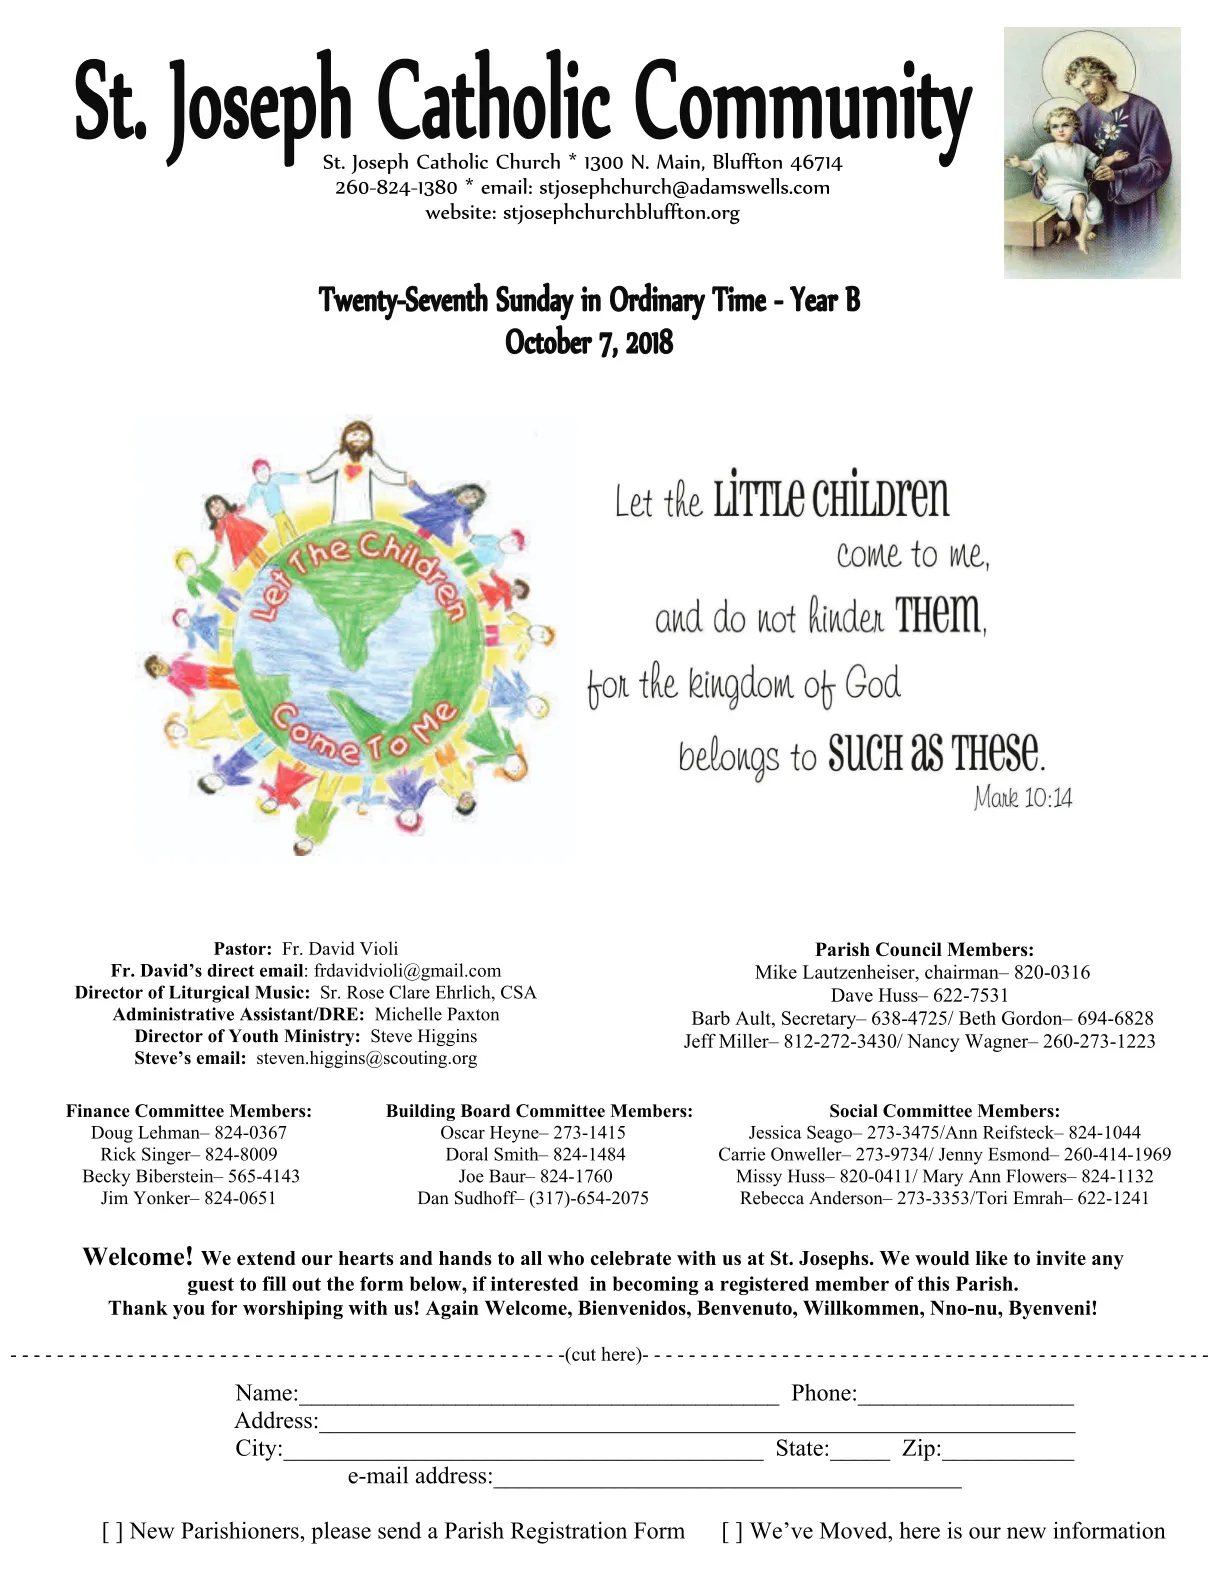 St. Joseph Catholic Community
St. Joseph Catholic Church * 1300 N. Main, Bluffton 46714
260-824-1380 * email: stjosephchurch@adamswells.com
website: stjosephchurchbluffton.org
Twenty-Seventh Sunday in Ordinary Time - Year B
October 7, 2018
Let The Children
Come To Me
Let the LITTLE CHILDREN
come to me,
and do not hinder THEM,
for the kingdom of God
belongs to SUCH AS THESE.
Mark 10:14
Pastor: Fr. David Violi
Fr. David’s direct email: frdavidvioli@gmail.com
Director of Liturgical Music: Sr. Rose Clare Ehrlich, CSA
Administrative Assistant/DRE: Michelle Paxton
Director of Youth Ministry: Steve Higgins
Steve’s email: steven.higgins@scouting.org
Parish Council Members:
Mike Lautzenheiser, chairman– 820-0316
Dave Huss– 622-7531
Barb Ault, Secretary– 638-4725/ Beth Gordon– 694-6828
Jeff Miller– 812-272-3430/ Nancy Wagner– 260-273-1223
Finance Committee Members:
Doug Lehman– 824-0367
Rick Singer– 824-8009
Becky Biberstein– 565-4143
Jim Yonker– 824-0651
Building Board Committee Members:
Oscar Heyne– 273-1415
Doral Smith– 824-1484
Joe Baur– 824-1760
Dan Sudhoff– (317)-654-2075
Social Committee Members:
Jessica Seago– 273-3475/Ann Reifsteck– 824-1044
Carrie Onweller– 273-9734/ Jenny Esmond– 260-414-1969
Missy Huss– 820-0411/ Mary Ann Flowers– 824-1132
Rebecca Anderson– 273-3353/Tori Emrah– 622-1241
Welcome! We extend our hearts and hands to all who celebrate with us at St. Josephs. We would like to invite any
guest to fill out the form below, if interested in becoming a registered member of this Parish.
Thank you for worshiping with us! Again Welcome, Bienvenidos, Benvenuto, Willkommen, Nno-nu, Byenveni!
(cut here)
Name:________________________________________ Phone:__________________
Address:_______________________________________________________________
City:________________________________________ State:_____ Zip:___________
e-mail address:_______________________________________
[ ] New Parishioners, please send a Parish Registration Form [ ] We’ve Moved, here is our new information